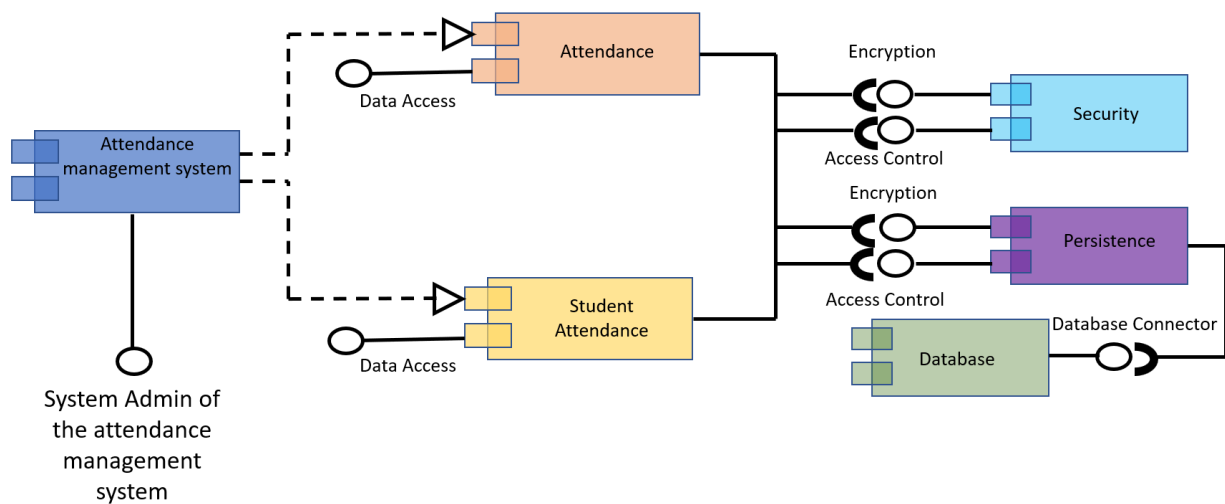 Attendance
Data Access
Encryption
Security
Access Control
Attendance
management system
Encryption
Persistence
Access Control
Student
Attendance
Data Access
Database Connector
Database
System Admin of
the attendance
management
system